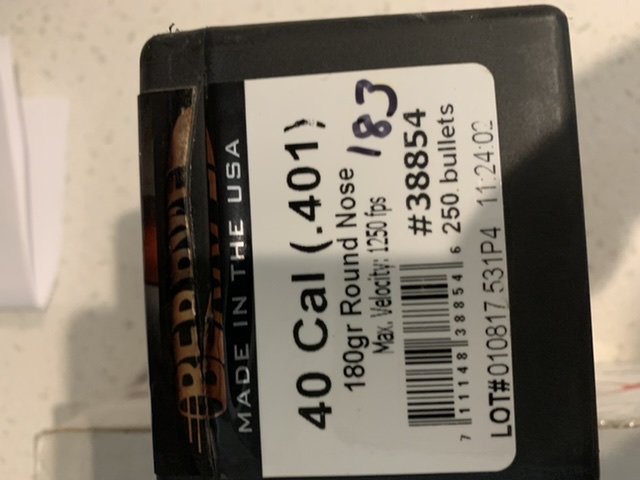 MADE IN THE USA
40 Cal (.401)
180gr Round Nose
183
Max. Velocity: 1250 fps
#38854
250 bullets
7 11148 38854 6
LOT#010817 531P4 11:24:02